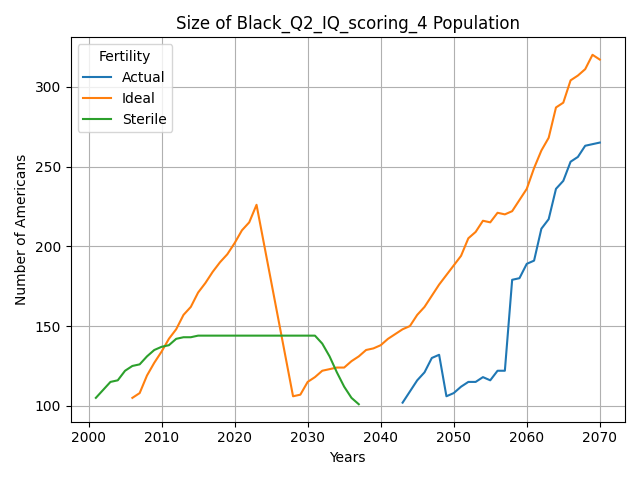 Size of Black_Q2_IQ_scoring_4 Population
Fertility
Actual
Ideal
Sterile
Number of Americans
300
250
200
150
100
2000
2010
2020
2030
2040
2050
2060
2070
Years